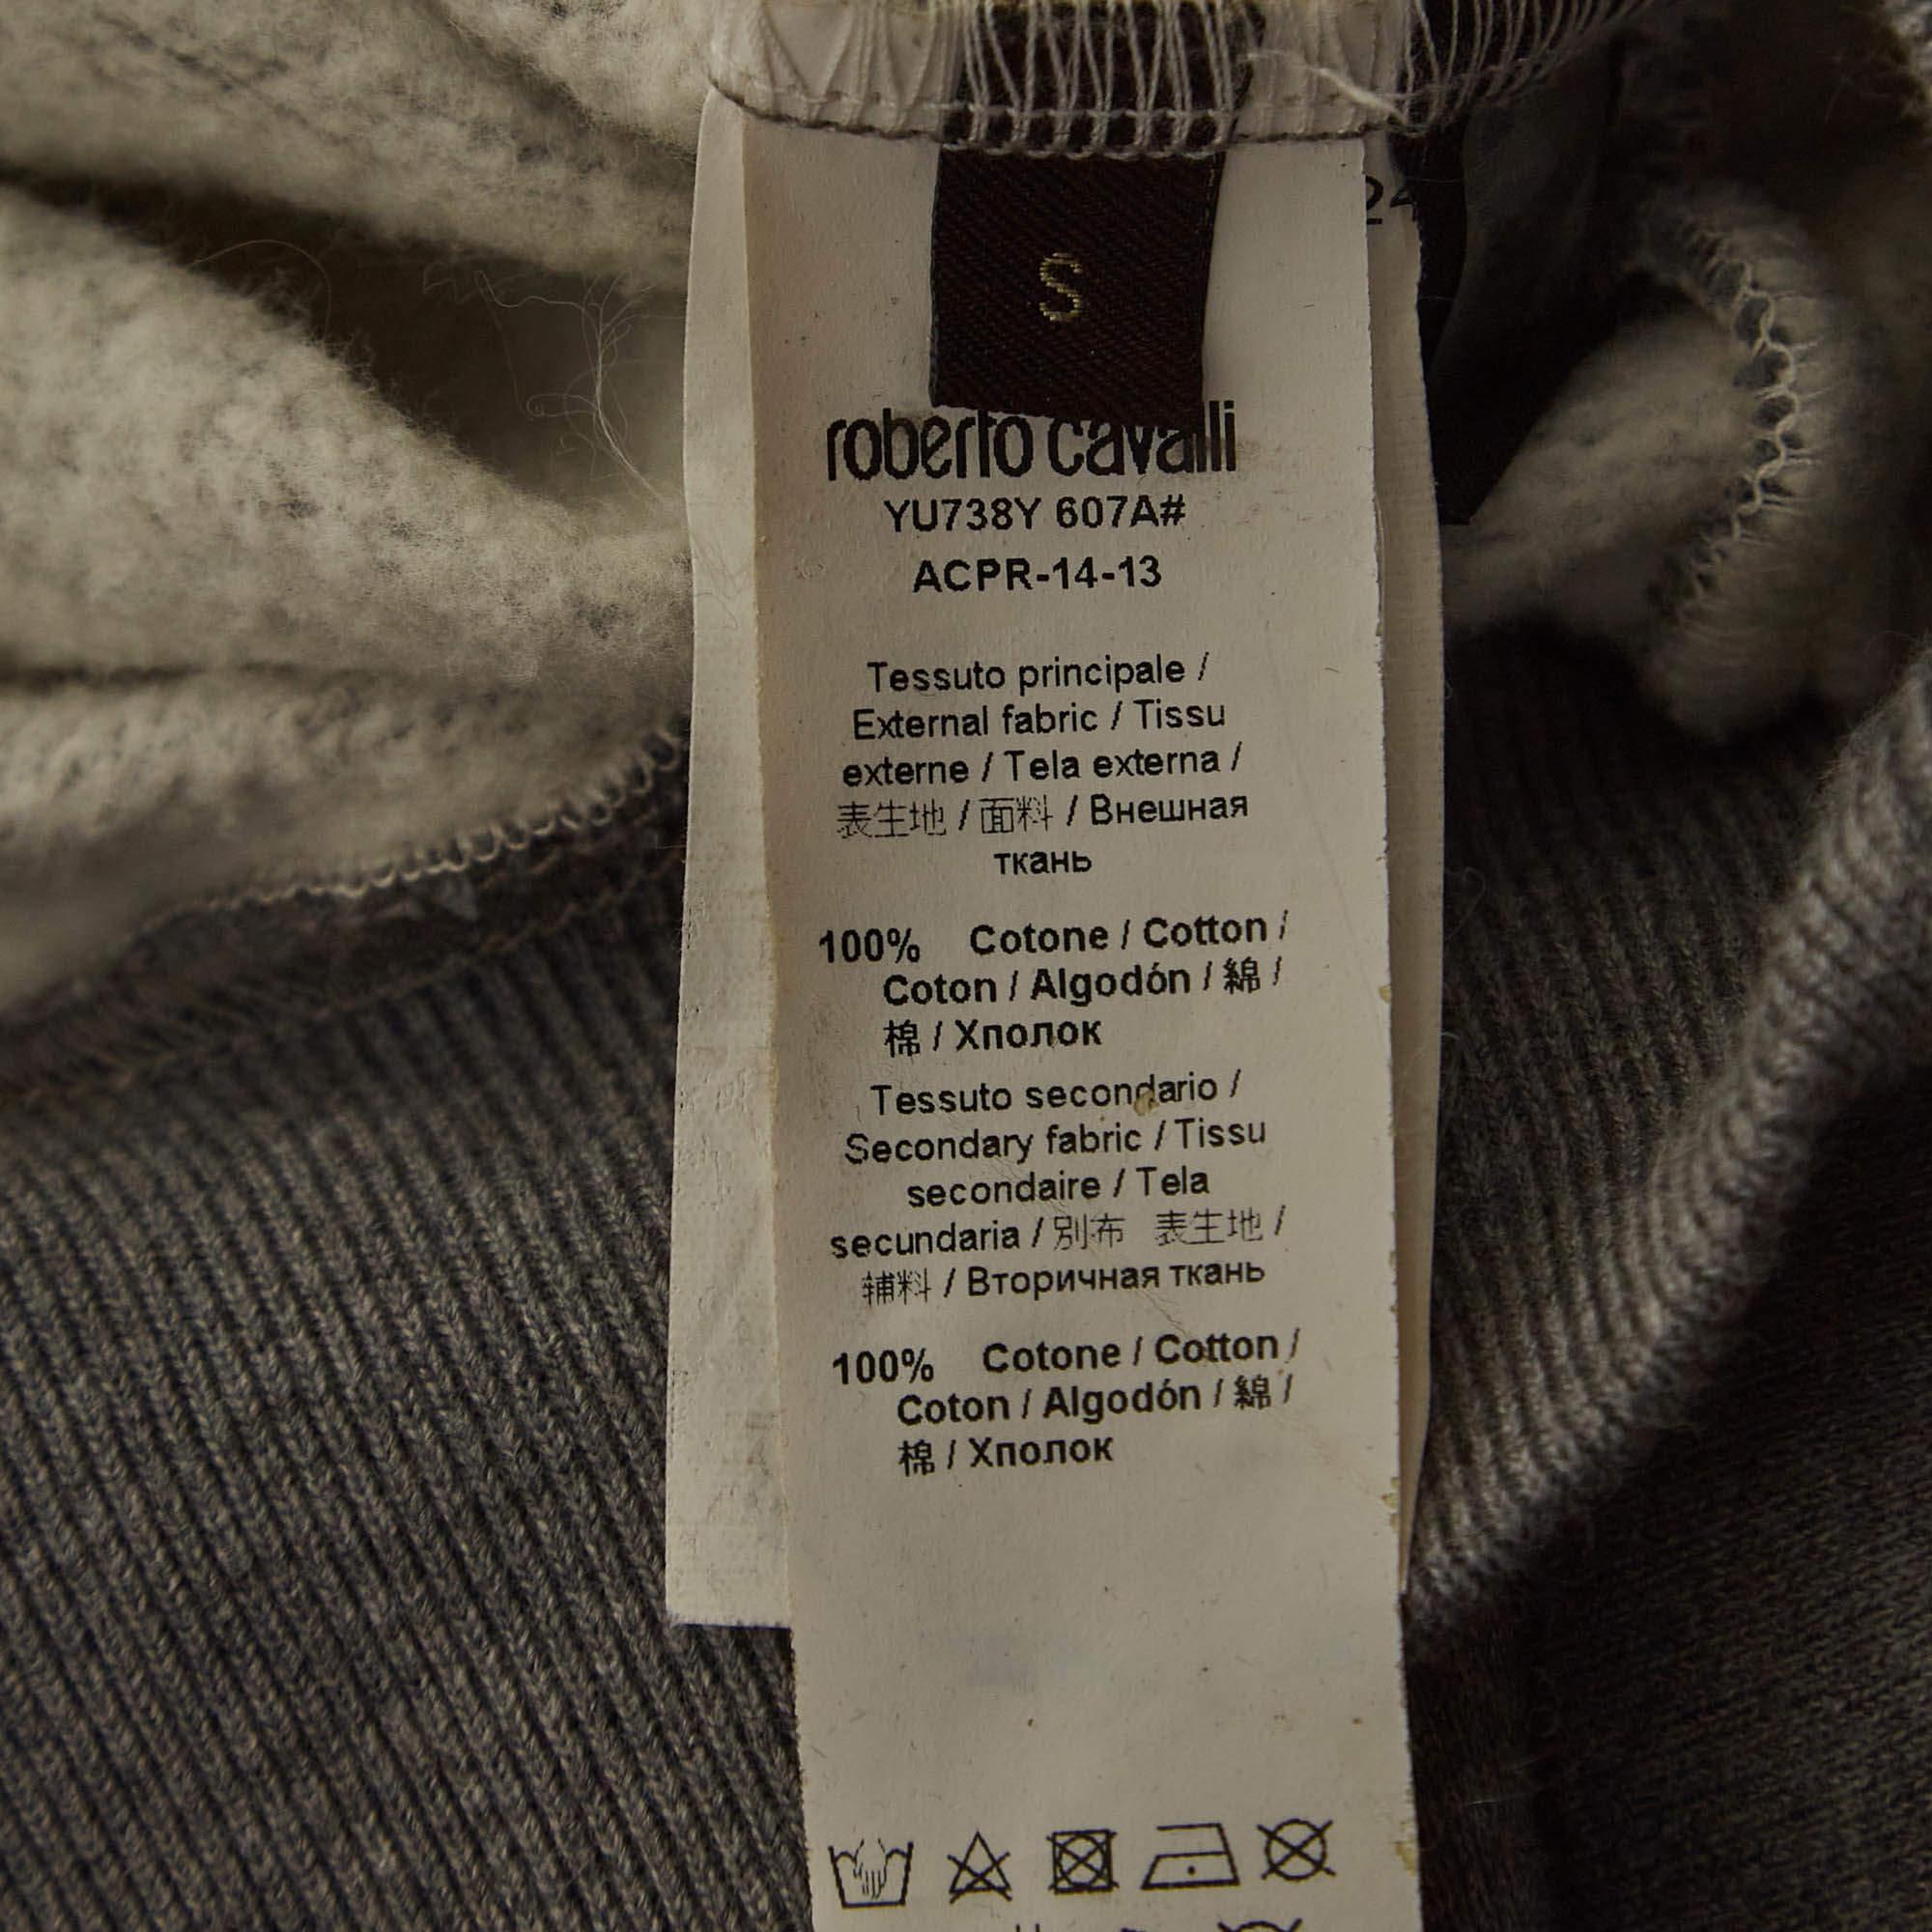 24
S
roberto cavalli
YU738Y 607A#
ACPR-14-13
Tessuto principale /
External fabric / Tissu
externe / Tela externa /
表生地 / 面料 / Внешная
ткань
100% Cotone / Cotton /
Coton / Algodón / 綿 /
棉 / Хполок
Tessuto secondario /
Secondary fabric / Tissu
secondaire / Tela
secundaria / 別布 表生地 /
辅料 / Вторичная ткань
100% Cotone / Cotton /
Coton / Algodón / 綿 /
棉 / Хполок